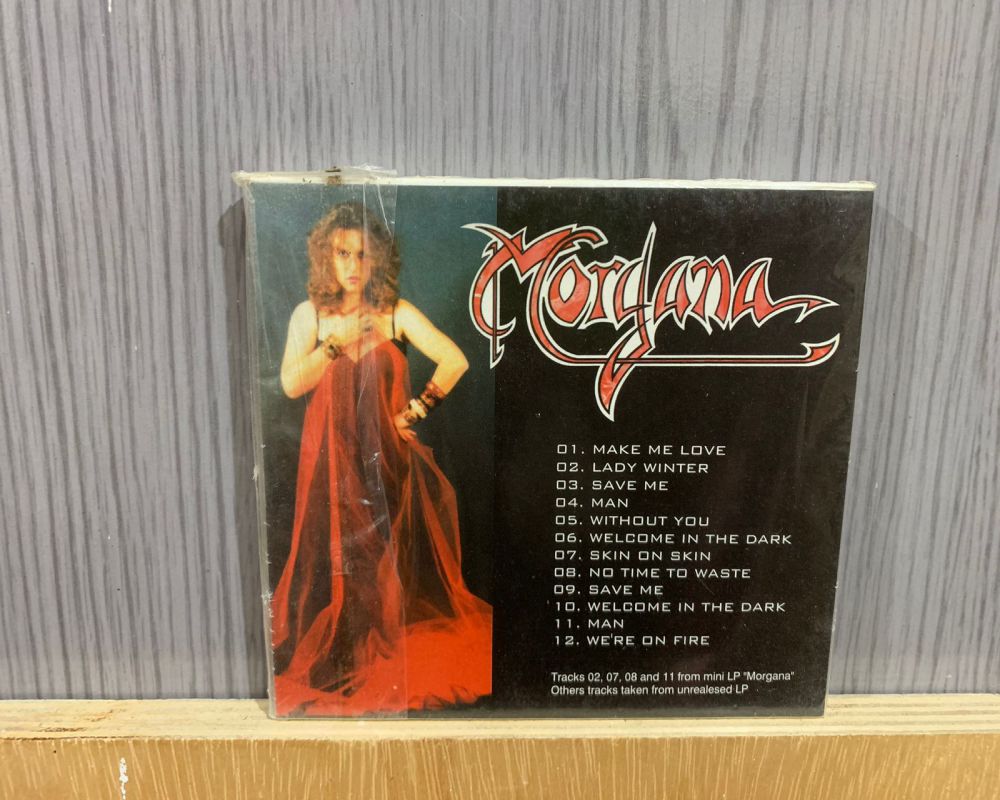 Morgana
01. MAKE ME LOVE
02. LADY WINTER
03. SAVE ME
04. MAN
05. WITHOUT YOU
06. WELCOME IN THE DARK
07. SKIN ON SKIN
08. NO TIME TO WASTE
09. SAVE ME
10. WELCOME IN THE DARK
11. MAN
12. WE'RE ON FIRE
Tracks 02, 07, 08 and 11 from mini LP "Morgana"
Others tracks taken from unrealesed LP